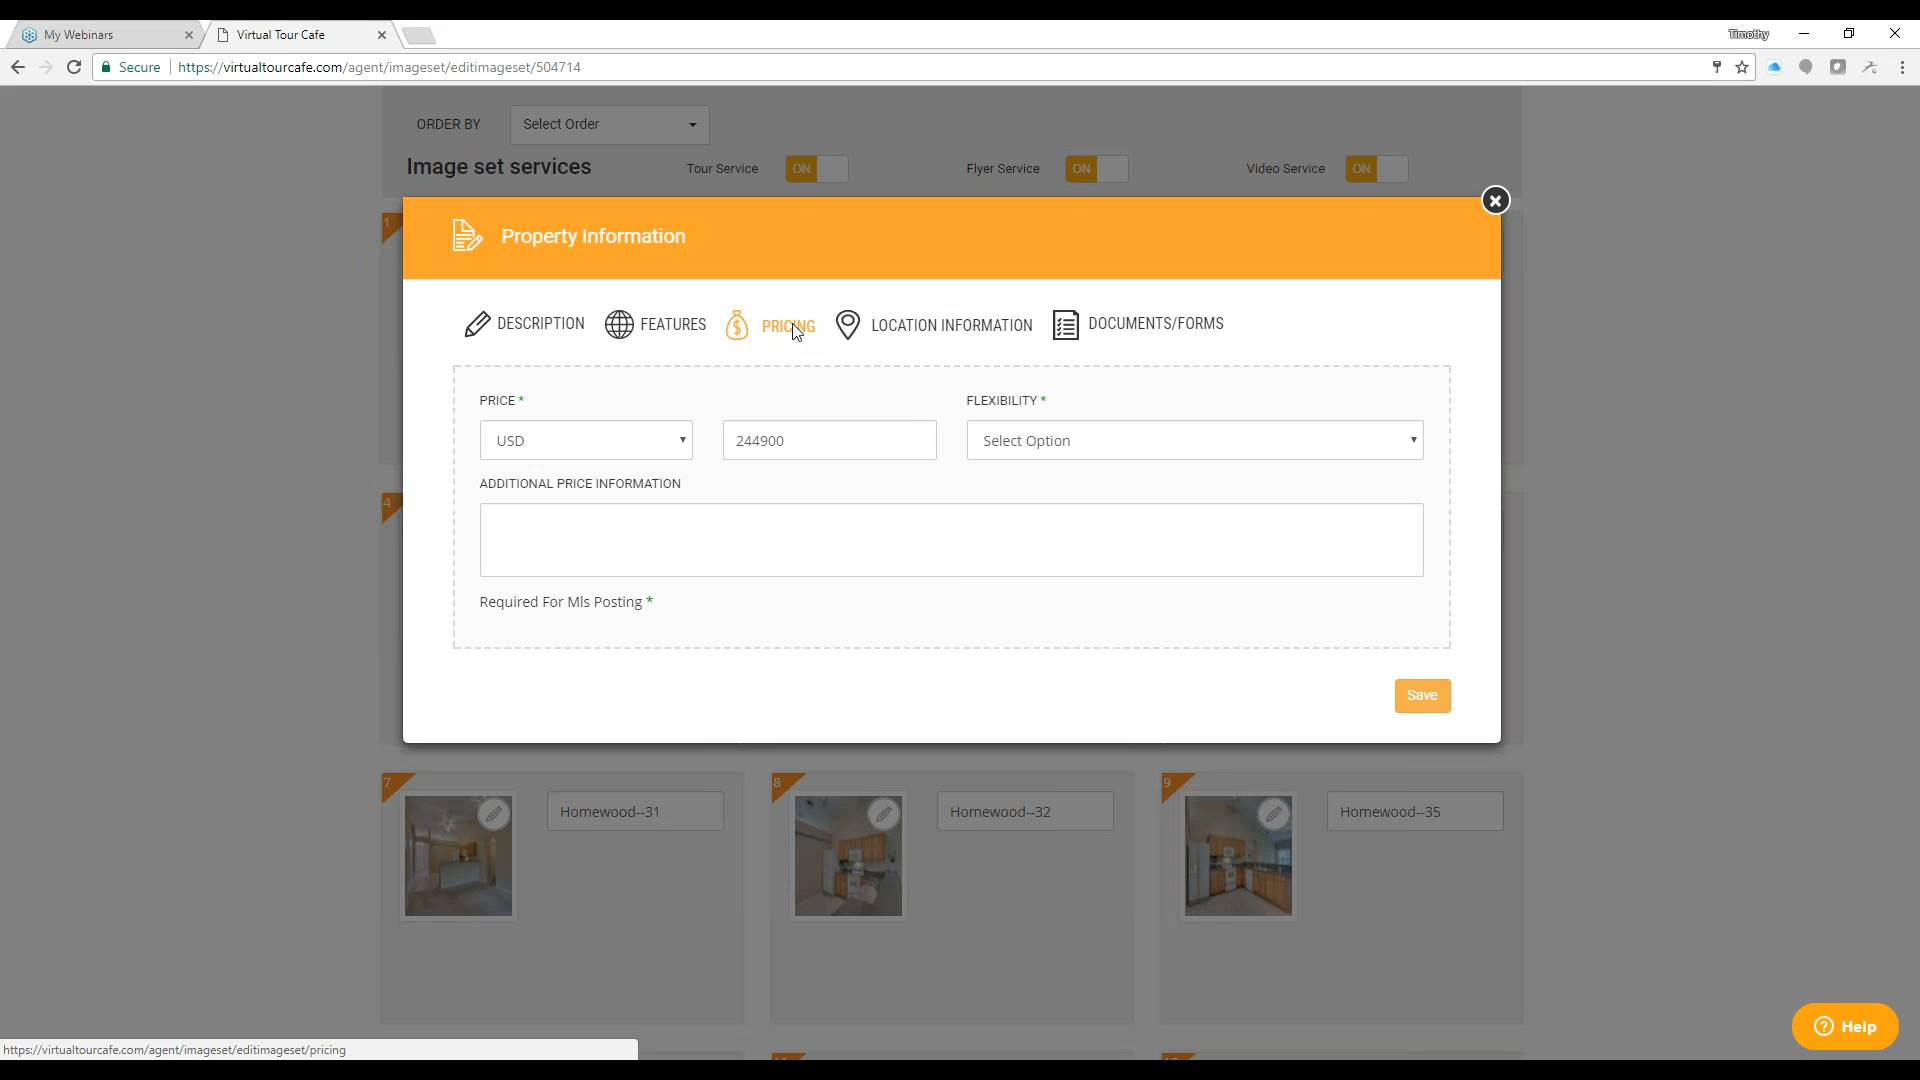 My Webinars
Virtual Tour Cafe
Timothy
Secure https://virtualtourcafe.com/agent/imageset/editimageset/504714
ORDER BY Select Order
Image set services Tour Service ON Flyer Service ON Video Service ON
1
Property Information
DESCRIPTION FEATURES PRICING LOCATION INFORMATION DOCUMENTS/FORMS
PRICE * FLEXIBILITY *
USD 244900 Select Option
ADDITIONAL PRICE INFORMATION
4
Required For Mls Posting *
Save
7 Homewood--31
8 Homewood--32
9 Homewood--35
Help
https://virtualtourcafe.com/agent/imageset/editimageset/pricing